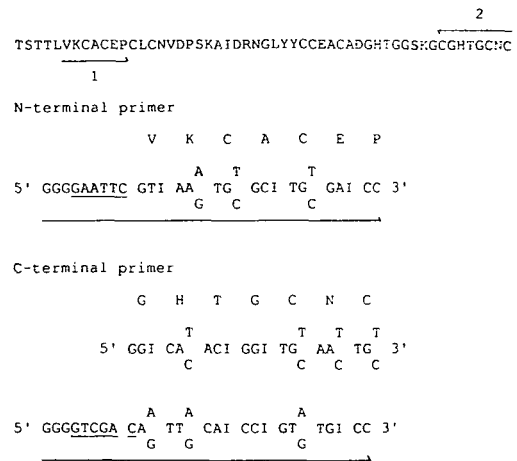 2
TSTTLVKCACEPCLCNVDPSKAIDRNGLYYCCEACADGHTGGSKGCGHTGCNC
1
N-terminal primer
V K C A C E P
A T T
5' GGGGAATTC GTI AA TG GCI TG GAI CC 3'
G C C
C-terminal primer
G H T G C N C
T T T T
5' GGI CA ACI GGI TG AA TG 3'
C C C C
A A A
5' GGGGTCGA CA TT CAI CCI GT TGI CC 3'
G G G